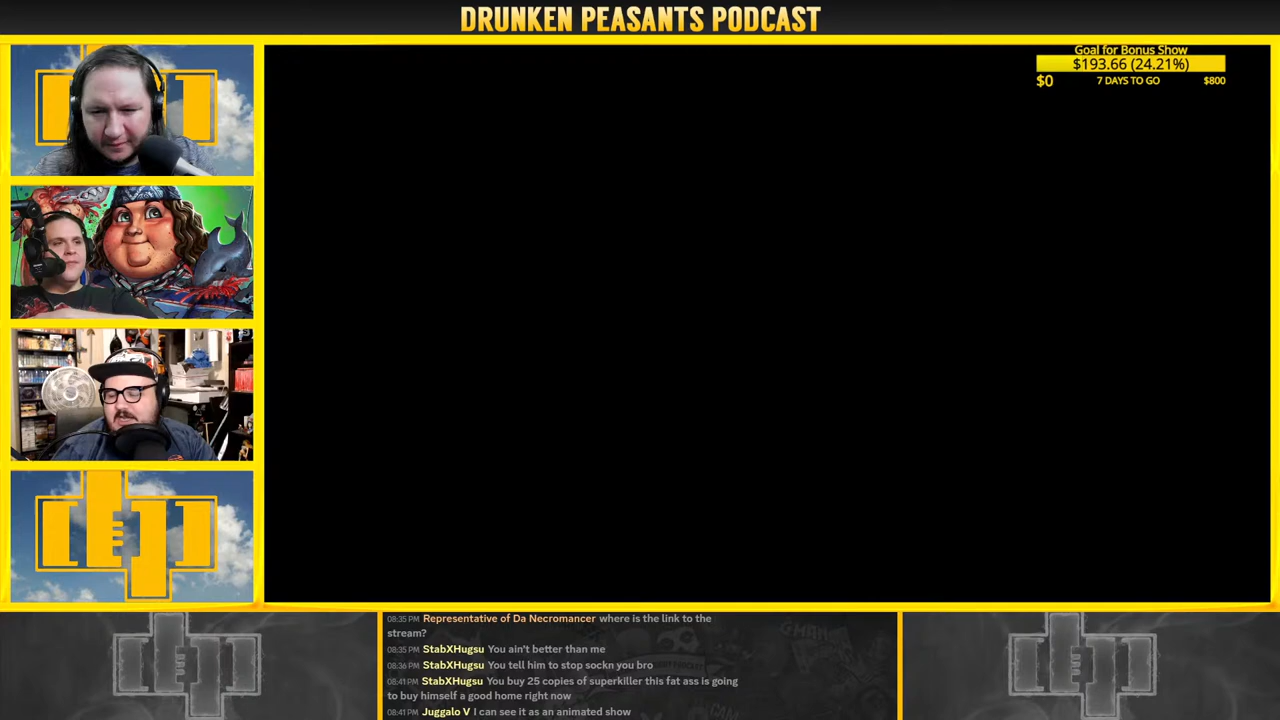 DRUNKEN PEASANTS PODCAST
Goal for Bonus Show
$193.66 (24.21%)
$0 7 DAYS TO GO $800
08:35 PM Representative of Da Necromancer where is the link to the
stream?
08:35 PM StabXHugsu You ain't better than me
08:36 PM StabXHugsu You tell him to stop sockn you bro
08:41 PM StabXHugsu You buy 25 copies of superkiller this fat ass is going
to buy himself a good home right now
08:41 PM Juggalo V I can see it as an animated show